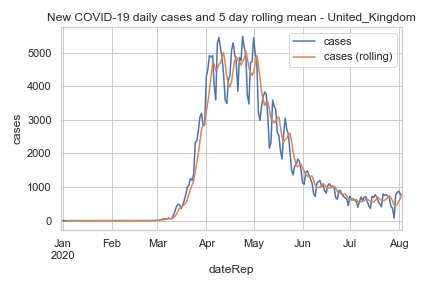 New COVID-19 daily cases and 5 day rolling mean - United_Kingdom
cases
cases (rolling)
5000
4000
3000
2000
1000
0
cases
Jan Feb Mar Apr May Jun Jul Aug
2020
dateRep